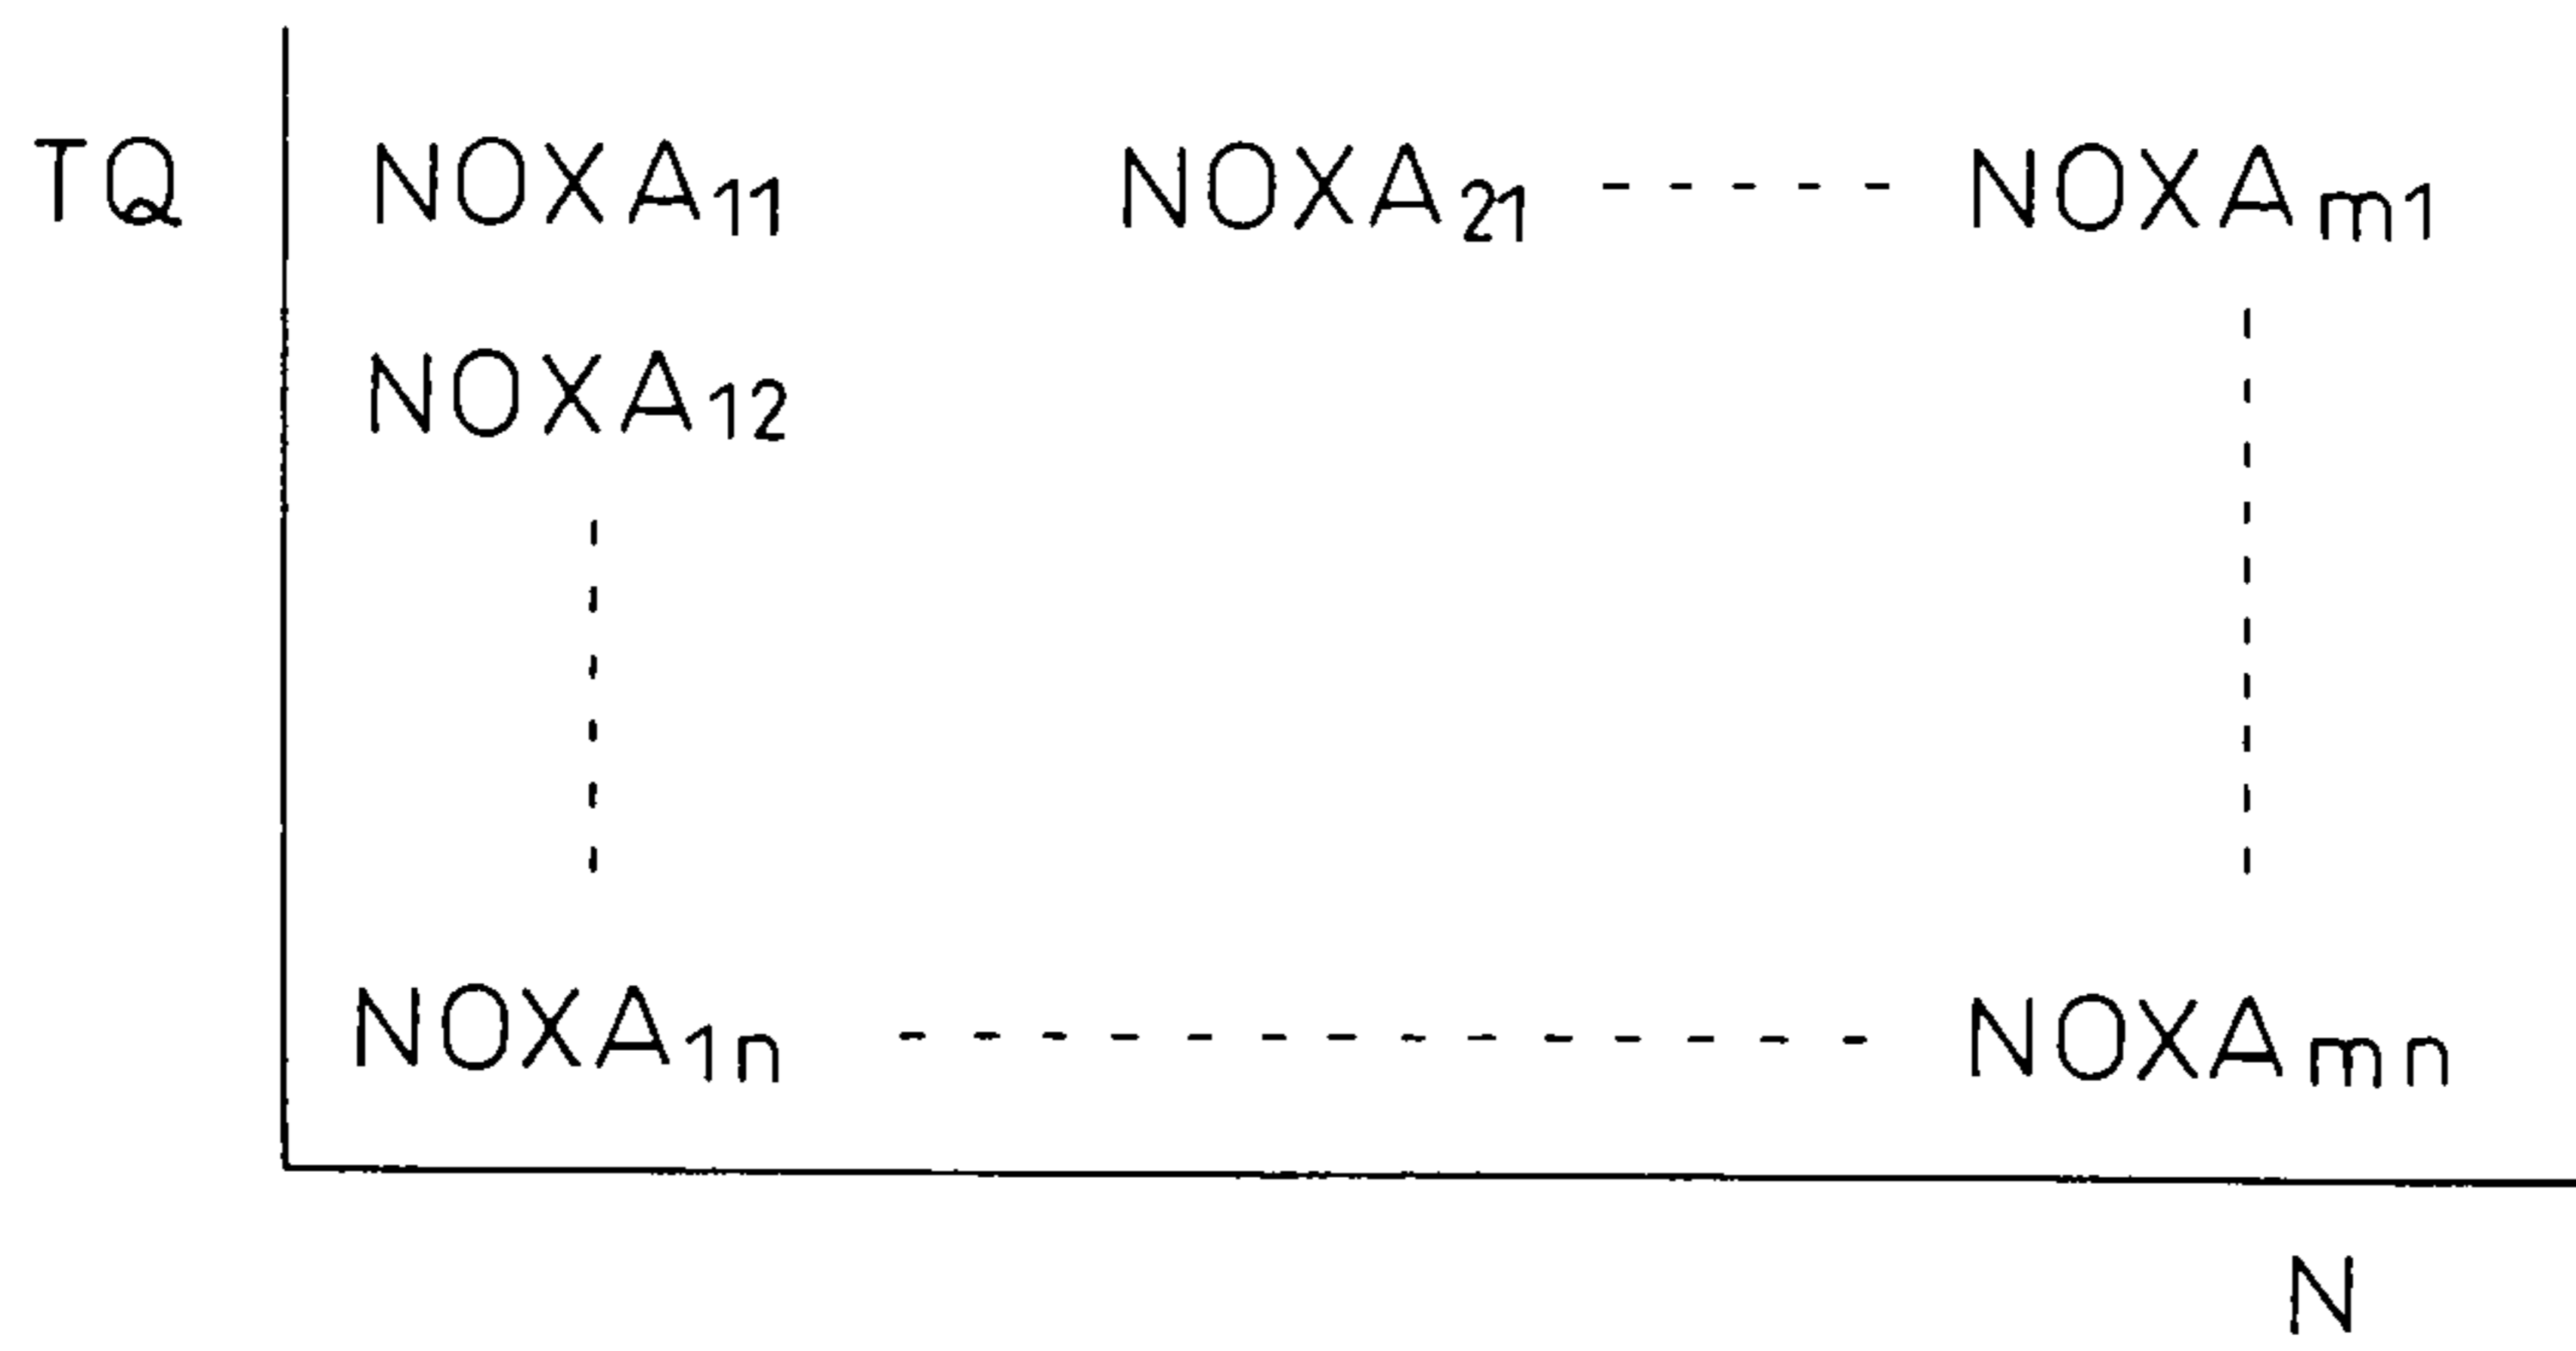 TQ NOXA₁₁ NOXA₂₁ ----- NOXAₘ₁
NOXA₁₂
NOXA₁ₙ -------------- NOXAₘₙ
N